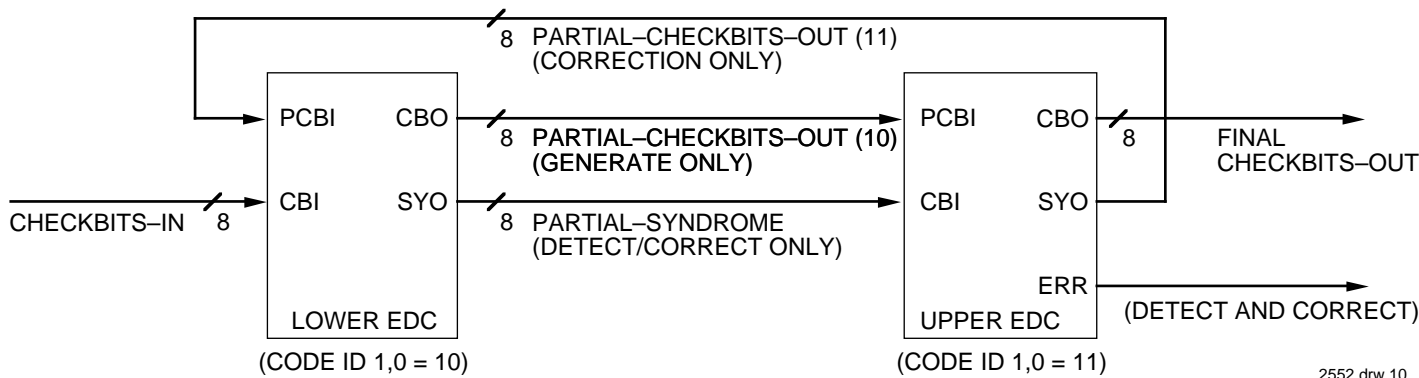 8 PARTIAL–CHECKBITS–OUT (11)
(CORRECTION ONLY)
PCBI CBO
8 PARTIAL–CHECKBITS–OUT (10)
(GENERATE ONLY)
PCBI CBO
8 FINAL
CHECKBITS–OUT
CHECKBITS–IN 8
CBI SYO
8 PARTIAL–SYNDROME
(DETECT/CORRECT ONLY)
CBI SYO
ERR
(DETECT AND CORRECT)
LOWER EDC
UPPER EDC
(CODE ID 1,0 = 10)
(CODE ID 1,0 = 11)
2552 drw 10